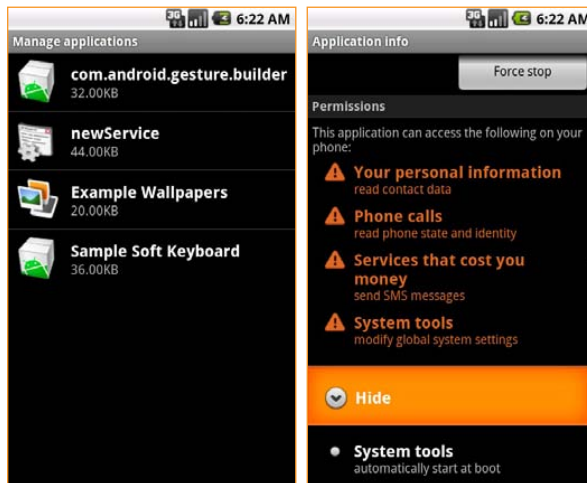 3G 6:22 AM
Manage applications
com.android.gesture.builder
32.00KB
newService
44.00KB
Example Wallpapers
20.00KB
Sample Soft Keyboard
36.00KB
3G 6:22 AM
Application info
Force stop
Permissions
This application can access the following on your
phone:
Your personal information
read contact data
Phone calls
read phone state and identity
Services that cost you
money
send SMS messages
System tools
modify global system settings
Hide
System tools
automatically start at boot